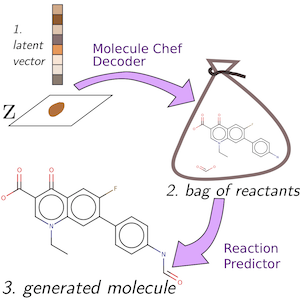 1.
latent
vector
Molecule Chef
Decoder
Z
2. bag of reactants
O
O
O
F
N
N
O
Reaction
Predictor
3. generated molecule